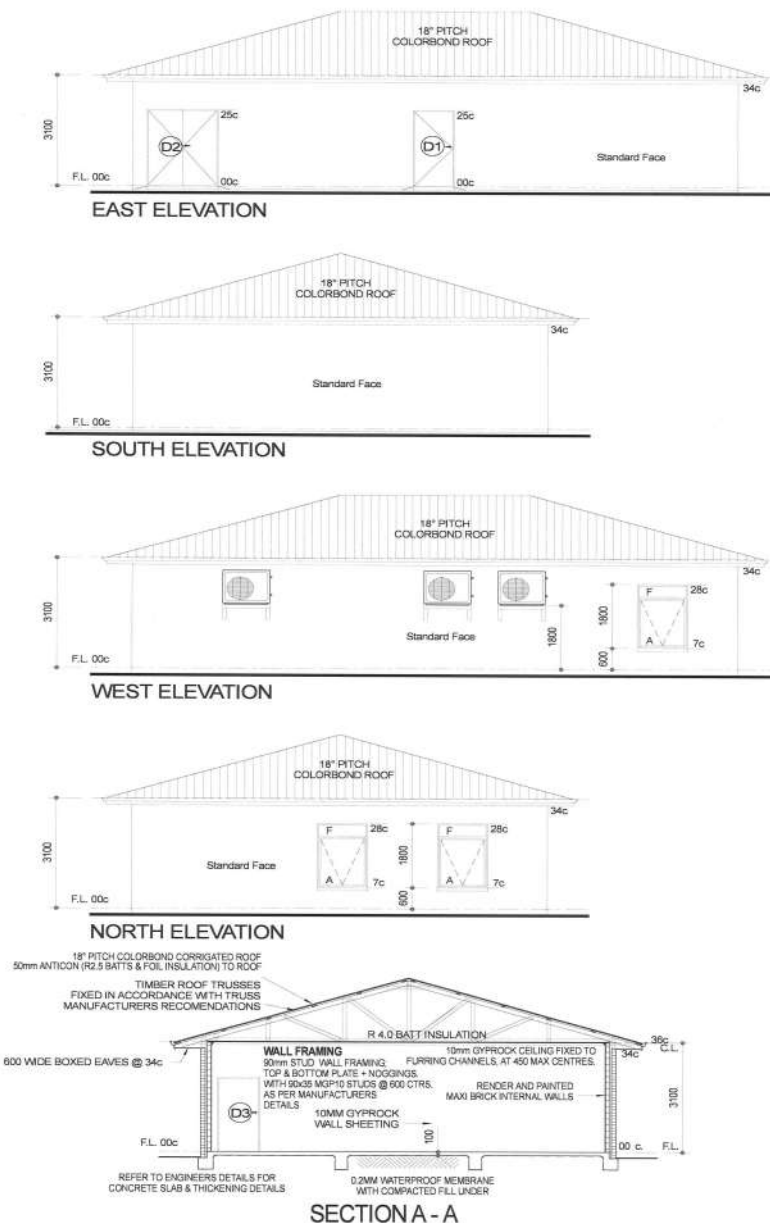 18° PITCH
COLORBOND ROOF
34c
3100
25c
25c
D2
D1
Standard Face
F.L. 00c
00c
00c
EAST ELEVATION
18° PITCH
COLORBOND ROOF
34c
3100
Standard Face
F.L. 00c
SOUTH ELEVATION
18° PITCH
COLORBOND ROOF
34c
3100
F
28c
1800
1800
Standard Face
A
7c
F.L. 00c
600
WEST ELEVATION
18° PITCH
COLORBOND ROOF
34c
3100
F
28c
F
28c
1800
Standard Face
A
7c
A
7c
F.L. 00c
600
NORTH ELEVATION
18° PITCH COLORBOND CORRIGATED ROOF
50mm ANTICON (R2.5 BATTS & FOIL INSULATION) TO ROOF
TIMBER ROOF TRUSSES
FIXED IN ACCORDANCE WITH TRUSS
MANUFACTURERS RECOMENDATIONS
R 4.0 BATT INSULATION
36c
C.L.
34c
600 WIDE BOXED EAVES @ 34c
WALL FRAMING
90mm STUD WALL FRAMING,
TOP & BOTTOM PLATE + NOGGINGS.
WITH 90x35 MGP10 STUDS @ 600 CTRS.
AS PER MANUFACTURERS
DETAILS
10mm GYPROCK CEILING FIXED TO
FURRING CHANNELS, AT 450 MAX CENTRES.
RENDER AND PAINTED
MAXI BRICK INTERNAL WALLS
3100
D3
10MM GYPROCK
WALL SHEETING
100
F.L. 00c
00 c.
F.L.
REFER TO ENGINEERS DETAILS FOR
CONCRETE SLAB & THICKENING DETAILS
0.2MM WATERPROOF MEMBRANE
WITH COMPACTED FILL UNDER
SECTION A - A